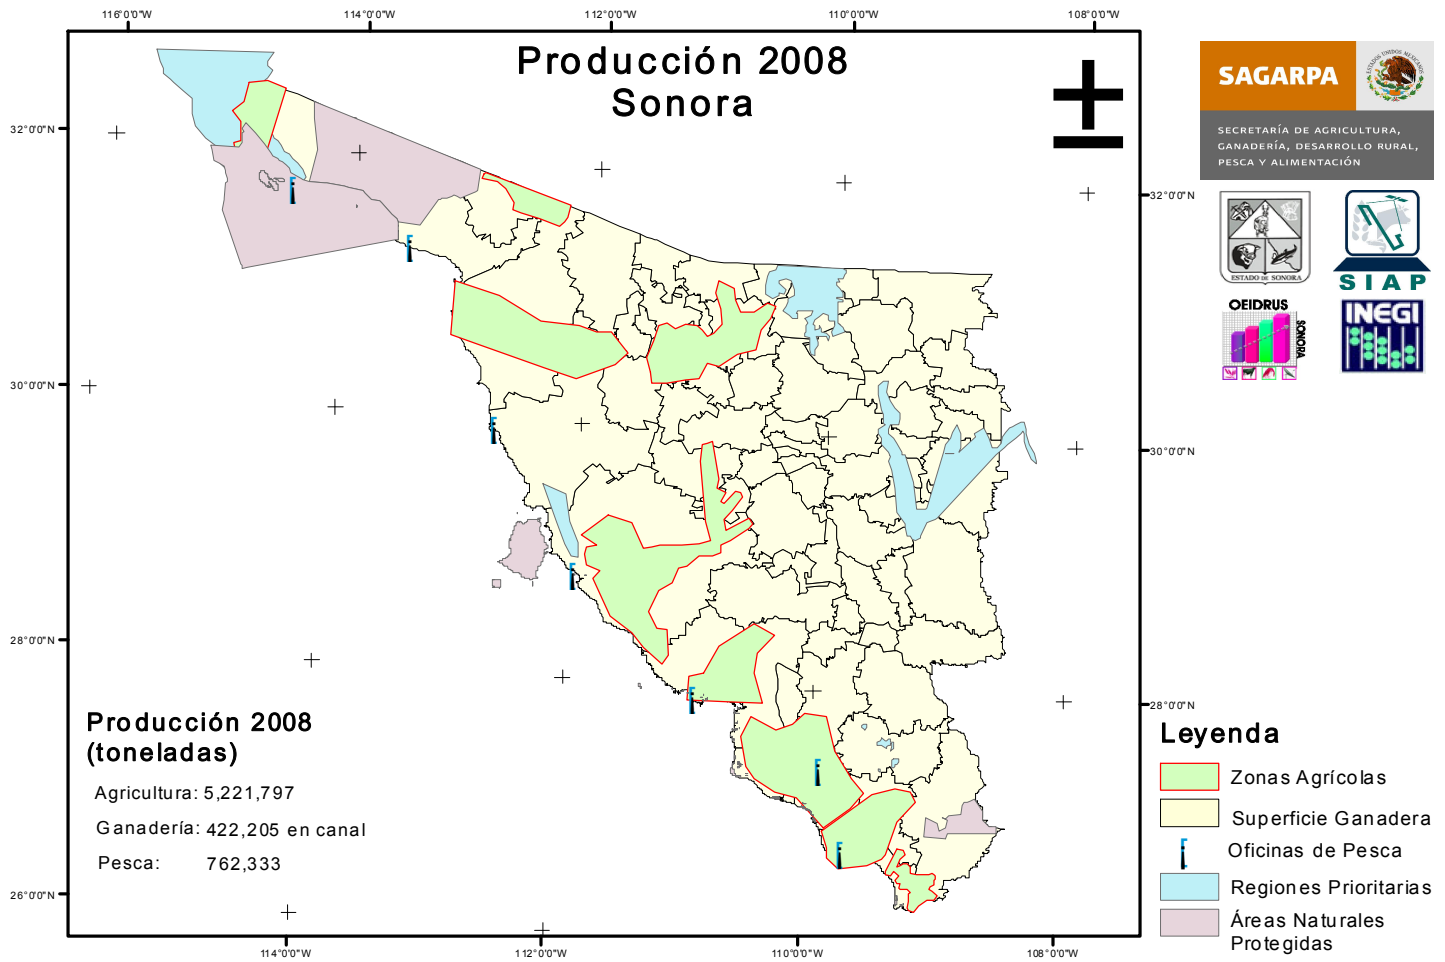 116°0'0"W
114°0'0"W
112°0'0"W
110°0'0"W
108°0'0"W
Producción 2008
Sonora
SAGARPA
ESTADOS UNIDOS MEXICANOS
SECRETARÍA DE AGRICULTURA,
GANADERÍA, DESARROLLO RURAL,
PESCA Y ALIMENTACIÓN
32°0'0"N
32°0'0"N
ESTADO DE SONORA
SIAP
OEIDRUS
SONORA
INEGI
30°0'0"N
30°0'0"N
28°0'0"N
28°0'0"N
Producción 2008
(toneladas)
Agricultura: 5,221,797
Ganadería: 422,205 en canal
Pesca: 762,333
Leyenda
Zonas Agrícolas
Superficie Ganadera
Oficinas de Pesca
Regiones Prioritarias
Áreas Naturales
Protegidas
26°0'0"N
114°0'0"W
112°0'0"W
110°0'0"W
108°0'0"W